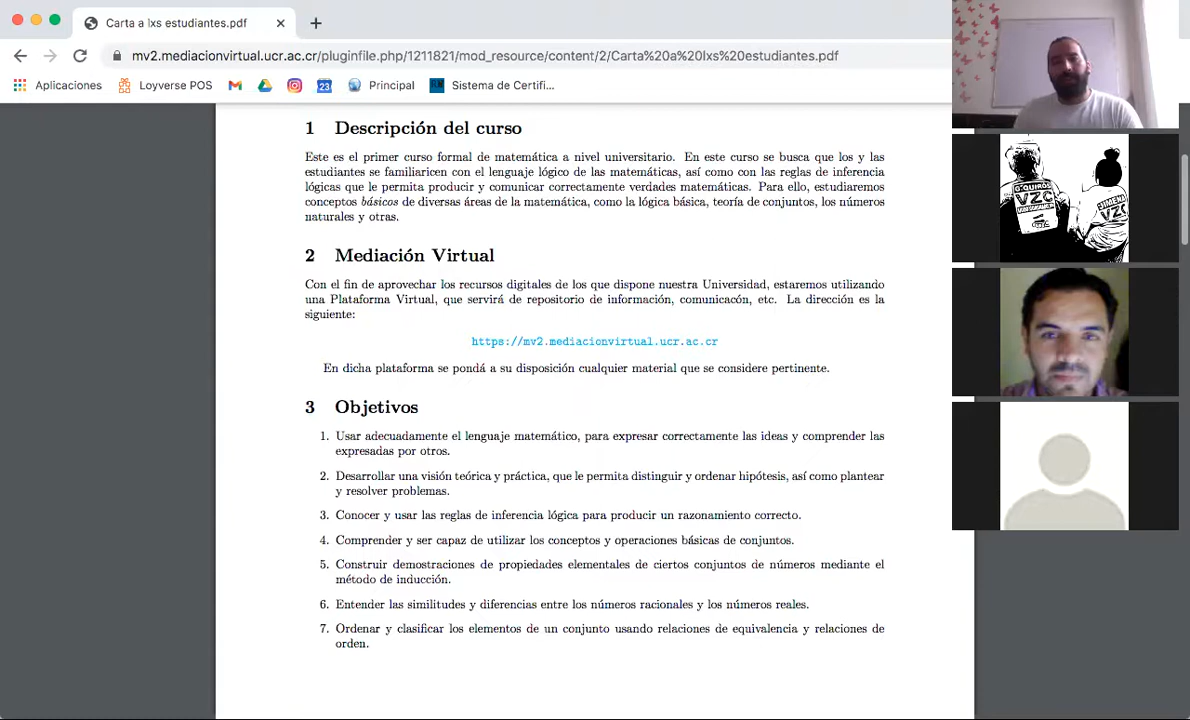 Carta a lxs estudiantes.pdf
mv2.mediacionvirtual.ucr.ac.cr/pluginfile.php/1211821/mod_resource/content/2/Carta%20a%20lxs%20estudiantes.pdf
Aplicaciones Loyverse POS 23 Principal Sistema de Certifi...
1 Descripción del curso
Este es el primer curso formal de matemática a nivel universitario. En este curso se busca que los y las
estudiantes se familiaricen con el lenguaje lógico de las matemáticas, así como con las reglas de inferencia
lógicas que le permita producir y comunicar correctamente verdades matemáticas. Para ello, estudiaremos
conceptos básicos de diversas áreas de la matemática, como la lógica básica, teoría de conjuntos, los números
naturales y otras.
2 Mediación Virtual
Con el fin de aprovechar los recursos digitales de los que dispone nuestra Universidad, estaremos utilizando
una Plataforma Virtual, que servirá de repositorio de información, comunicacón, etc. La dirección es la
siguiente:
https://mv2.mediacionvirtual.ucr.ac.cr
En dicha plataforma se pondá a su disposición cualquier material que se considere pertinente.
3 Objetivos
1. Usar adecuadamente el lenguaje matemático, para expresar correctamente las ideas y comprender las
expresadas por otros.
2. Desarrollar una visión teórica y práctica, que le permita distinguir y ordenar hipótesis, así como plantear
y resolver problemas.
3. Conocer y usar las reglas de inferencia lógica para producir un razonamiento correcto.
4. Comprender y ser capaz de utilizar los conceptos y operaciones básicas de conjuntos.
5. Construir demostraciones de propiedades elementales de ciertos conjuntos de números mediante el
método de inducción.
6. Entender las similitudes y diferencias entre los números racionales y los números reales.
7. Ordenar y clasificar los elementos de un conjunto usando relaciones de equivalencia y relaciones de
orden.
G·QUIROS
VZC
JIMENA
VZC